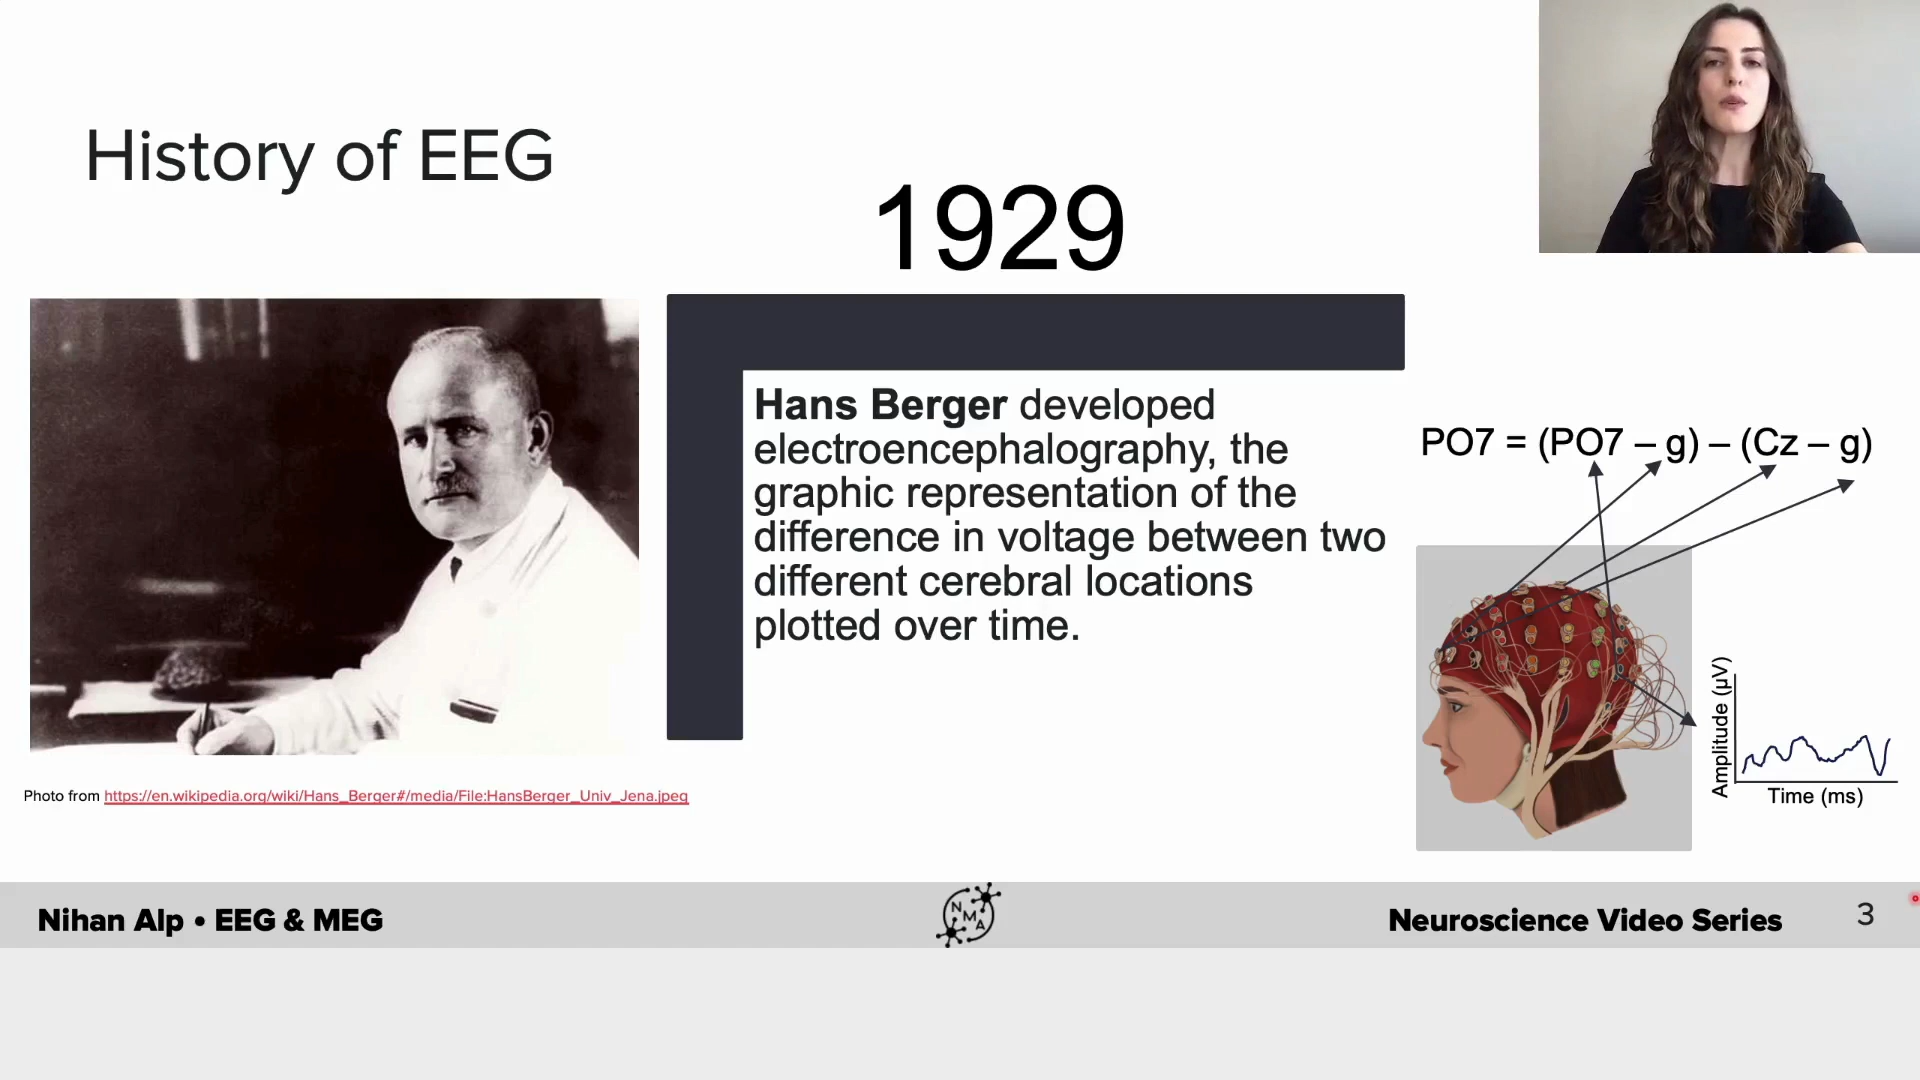 History of EEG
1929
Hans Berger developed
electroencephalography, the
graphic representation of the
difference in voltage between two
different cerebral locations
plotted over time.
PO7 = (PO7 – g) – (Cz – g)
Amplitude (µV)
Time (ms)
Photo from https://en.wikipedia.org/wiki/Hans_Berger#/media/File:HansBerger_Univ_Jena.jpeg
Nihan Alp • EEG & MEG
NMA
Neuroscience Video Series
3